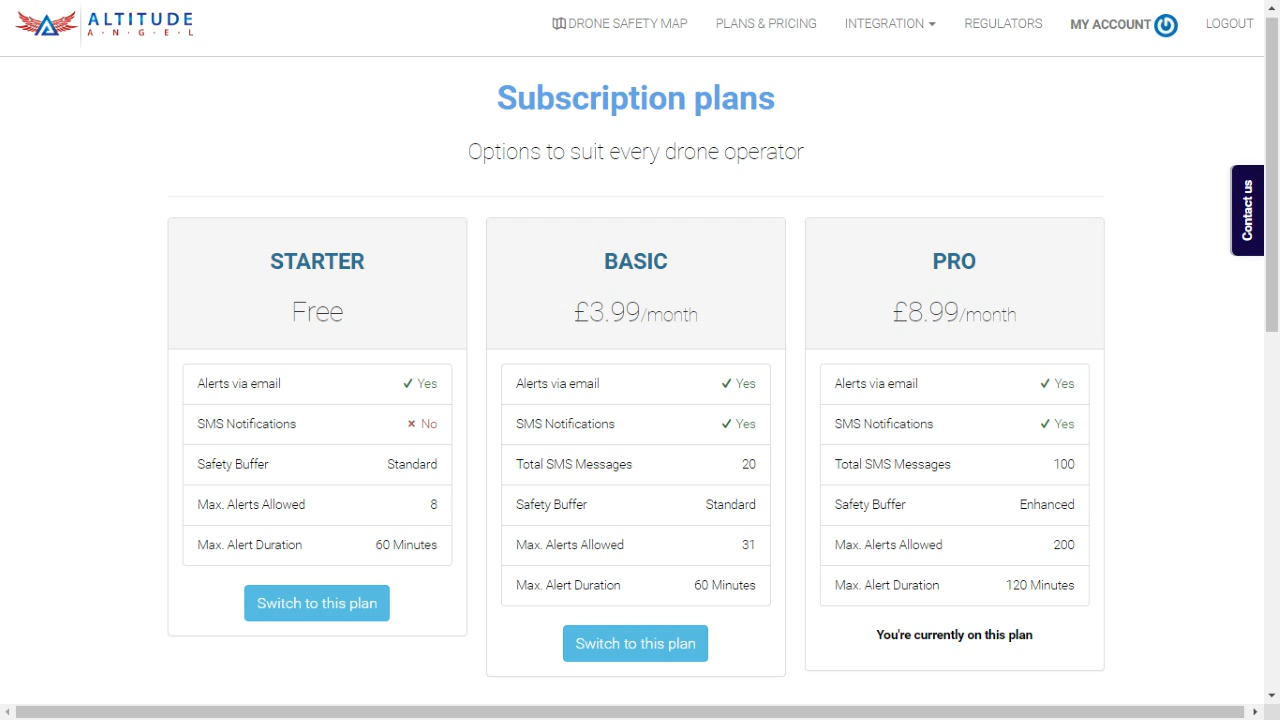 ALTITUDE
A·N·G·E·L
DRONE SAFETY MAP
PLANS & PRICING
INTEGRATION
REGULATORS
MY ACCOUNT
LOGOUT
Subscription plans
Options to suit every drone operator
Contact us
STARTER
Free
Alerts via email Yes
SMS Notifications No
Safety Buffer Standard
Max. Alerts Allowed 8
Max. Alert Duration 60 Minutes
Switch to this plan
BASIC
£3.99/month
Alerts via email Yes
SMS Notifications Yes
Total SMS Messages 20
Safety Buffer Standard
Max. Alerts Allowed 31
Max. Alert Duration 60 Minutes
Switch to this plan
PRO
£8.99/month
Alerts via email Yes
SMS Notifications Yes
Total SMS Messages 100
Safety Buffer Enhanced
Max. Alerts Allowed 200
Max. Alert Duration 120 Minutes
You're currently on this plan